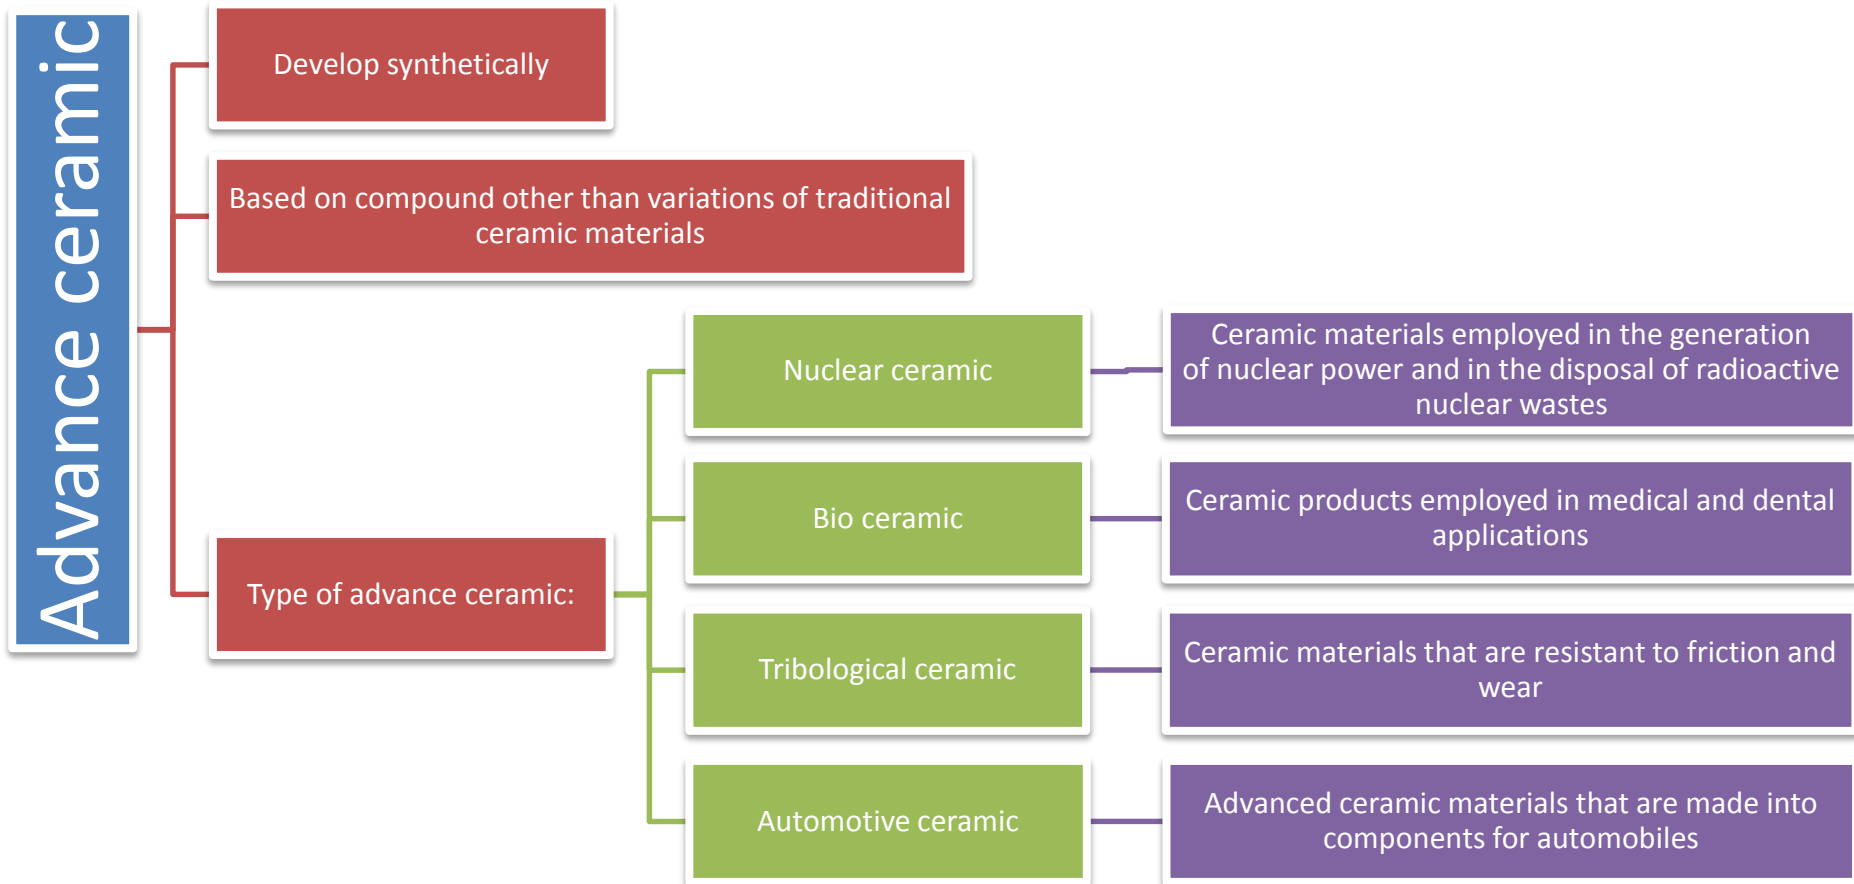 Advance ceramic
Develop synthetically
Based on compound other than variations of traditional
ceramic materials
Type of advance ceramic:
Nuclear ceramic
Ceramic materials employed in the generation
of nuclear power and in the disposal of radioactive
nuclear wastes
Bio ceramic
Ceramic products employed in medical and dental
applications
Tribological ceramic
Ceramic materials that are resistant to friction and
wear
Automotive ceramic
Advanced ceramic materials that are made into
components for automobiles